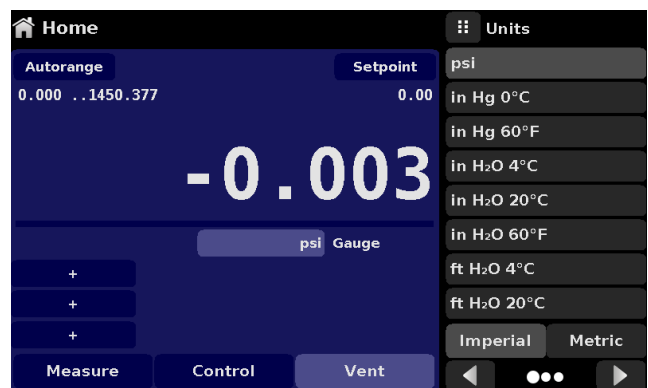 Home
Autorange Setpoint
0.000 ..1450.377 0.00
-0.003
psi Gauge
+
+
+
Measure Control Vent
Units
psi
in Hg 0°C
in Hg 60°F
in H₂O 4°C
in H₂O 20°C
in H₂O 60°F
ft H₂O 4°C
ft H₂O 20°C
Imperial Metric